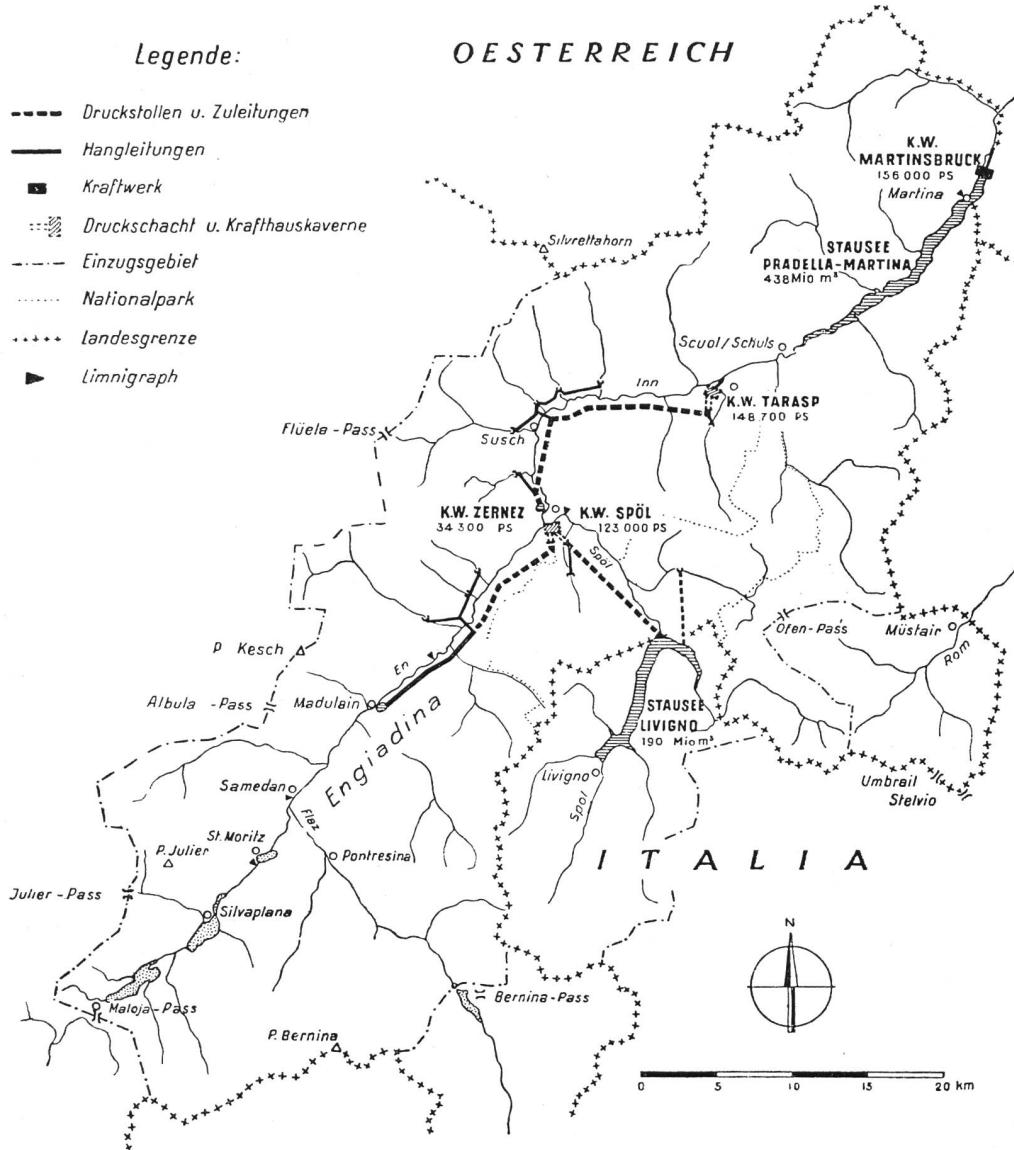 Legende:
Druckstollen u. Zuleitungen
Hangleitungen
Kraftwerk
Druckschacht u. Krafthauskaverne
Einzugsgebiet
Nationalpark
Landesgrenze
Limnigraph
OESTERREICH
K.W.
MARTINSBRUCK
156 000 PS
Martina
Silvrettahorn
STAUSEE
PRADELLA-MARTINA
438 Mio m³
Scuol/Schuls
Inn
K.W. TARASP
148.700 PS
Flüela-Pass
Susch
K.W. ZERNEZ
34 300 PS
K.W. SPÖL
123 000 PS
Spöl
Ofen-Pass
Müstair
Rom
P. Kesch
En
Albula-Pass
Madulain
Engiadina
STAUSEE
LIVIGNO
190 Mio m³
Livigno
Spöl
Umbrail
Stelvio
Samedan
Flaz
St. Moritz
P. Julier
Pontresina
ITALIA
Julier-Pass
Silvaplana
N
Maloja-Pass
Bernina-Pass
P. Bernina
0 5 10 15 20 km